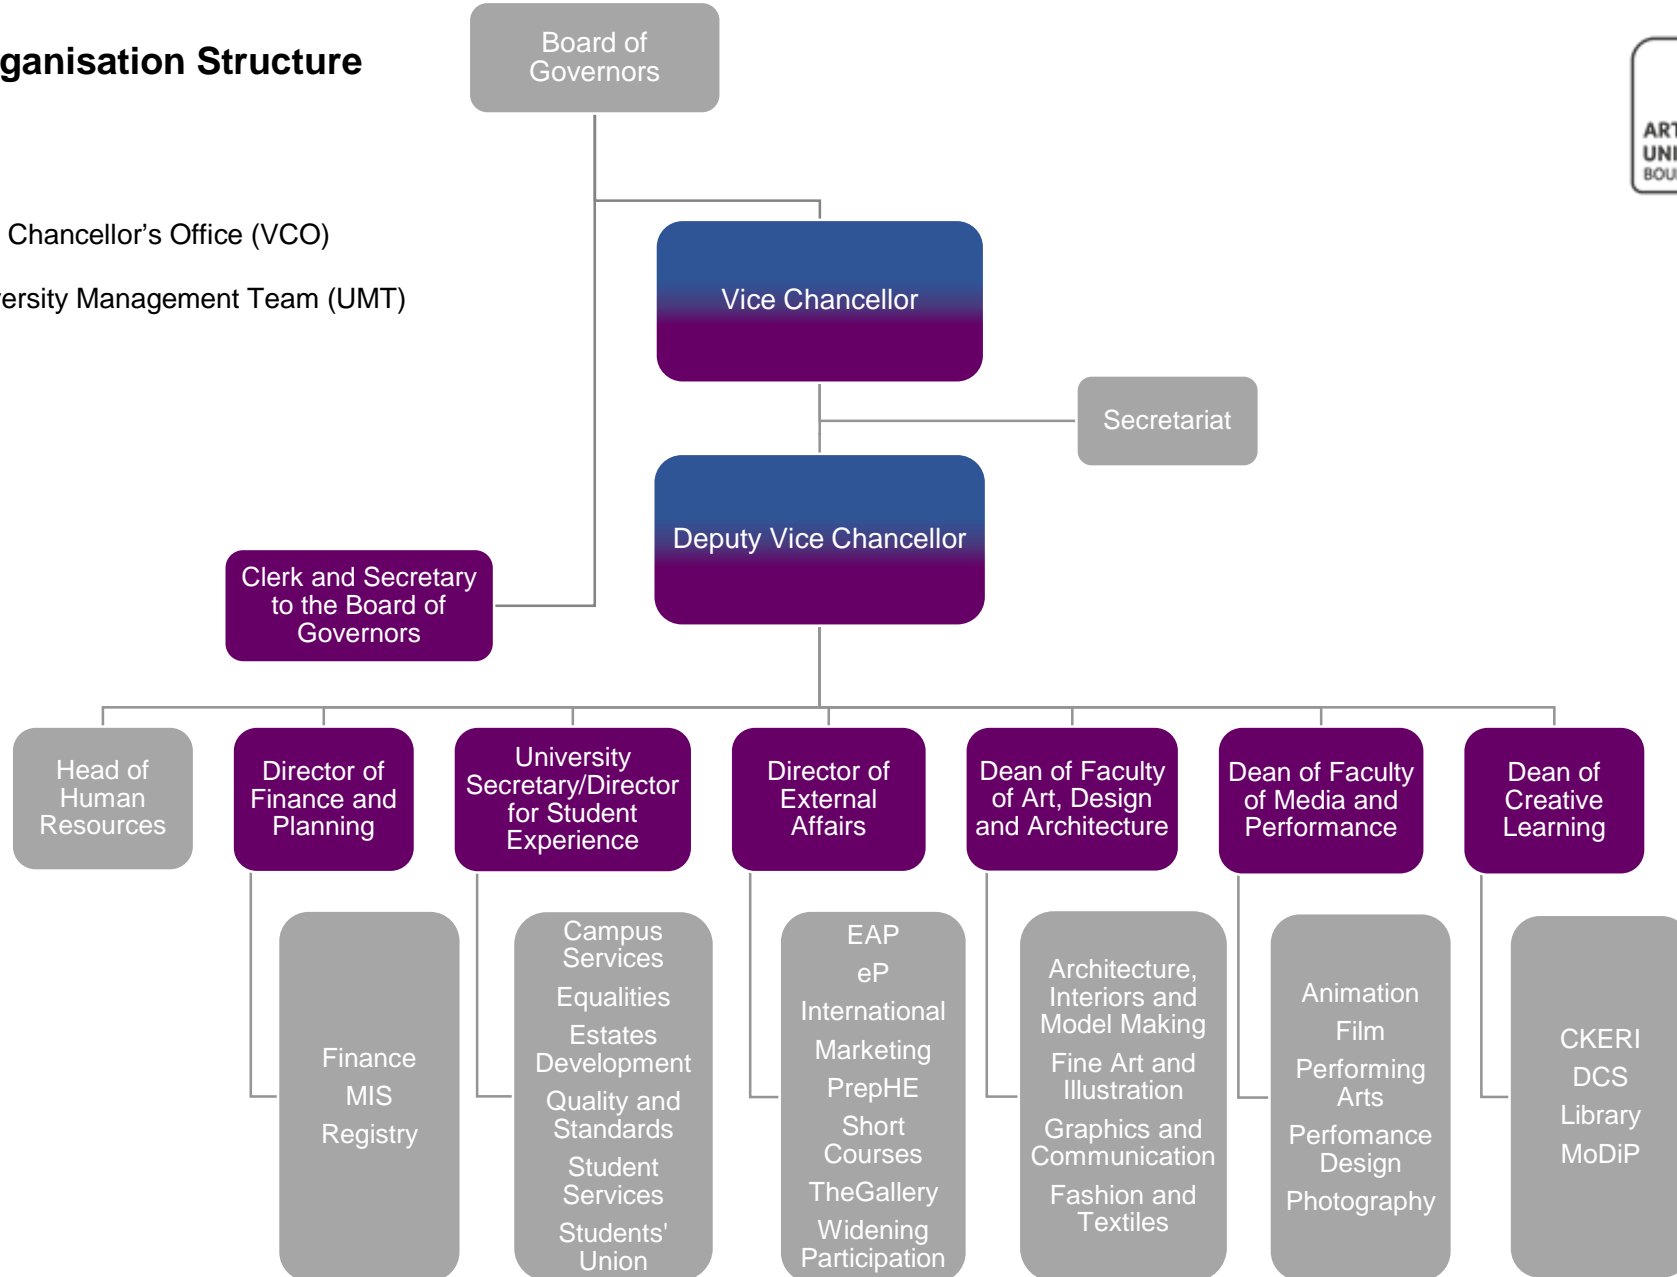 ganisation Structure
Board of
Governors
ART
UNI
BOU
Chancellor's Office (VCO)
versity Management Team (UMT)
Vice Chancellor
Secretariat
Deputy Vice Chancellor
Clerk and Secretary
to the Board of
Governors
Head of
Human
Resources
Director of
Finance and
Planning
University
Secretary/Director
for Student
Experience
Director of
External
Affairs
Dean of Faculty
of Art, Design
and Architecture
Dean of Faculty
of Media and
Performance
Dean of
Creative
Learning
Finance
MIS
Registry
Campus
Services
Equalities
Estates
Development
Quality and
Standards
Student
Services
Students'
Union
EAP
eP
International
Marketing
PrepHE
Short
Courses
TheGallery
Widening
Participation
Architecture,
Interiors and
Model Making
Fine Art and
Illustration
Graphics and
Communication
Fashion and
Textiles
Animation
Film
Performing
Arts
Perfomance
Design
Photography
CKERI
DCS
Library
MoDiP